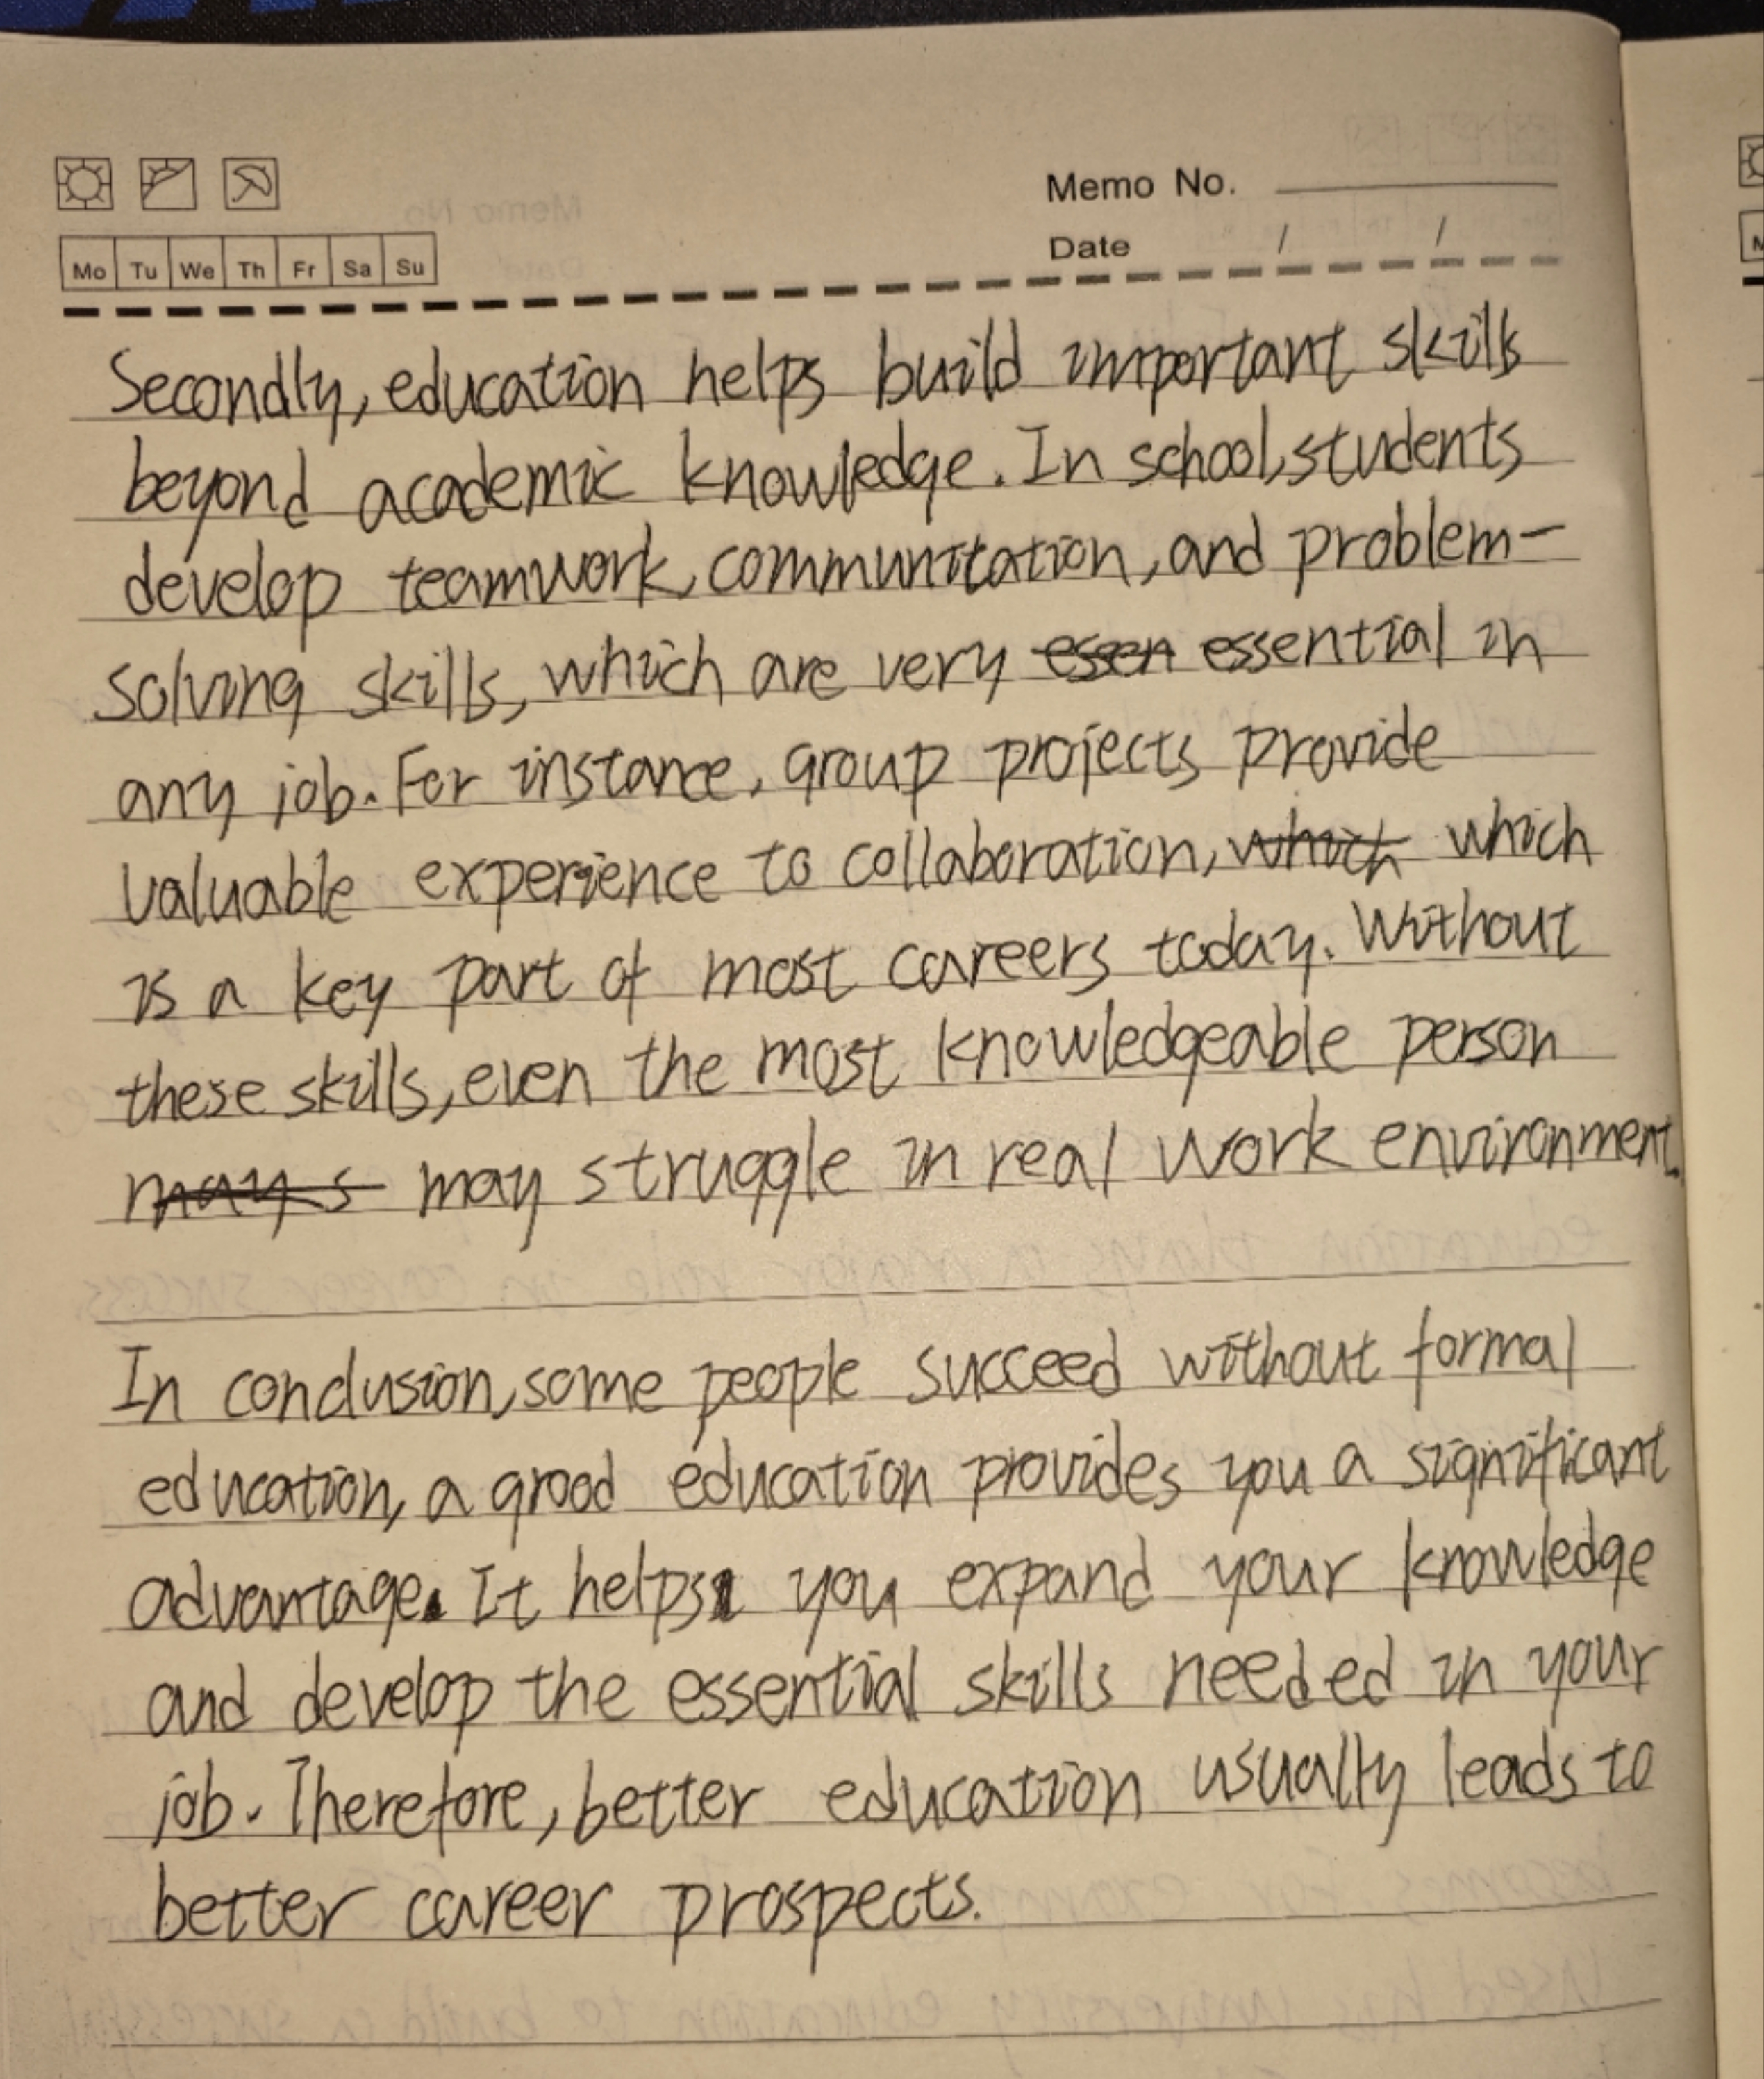 Memo No.
Mo Tu We Th Fr Sa Su
Date / /
Secondly, education helps build important skills
beyond academic knowledge. In school, students
develop teamwork, communication, and problem-
solving skills, which are very essen essential in
any job. For instance, group projects provide
valuable experience to collaboration, which which
is a key part of most careers today. Without
these skills, even the most knowledgeable person
may s may struggle in real work environment.
In conclusion, some people succeed without formal
education, a good education provides you a significant
advantage. It helps you expand your knowledge
and develop the essential skills needed in your
job. Therefore, better education usually leads to
better career prospects.